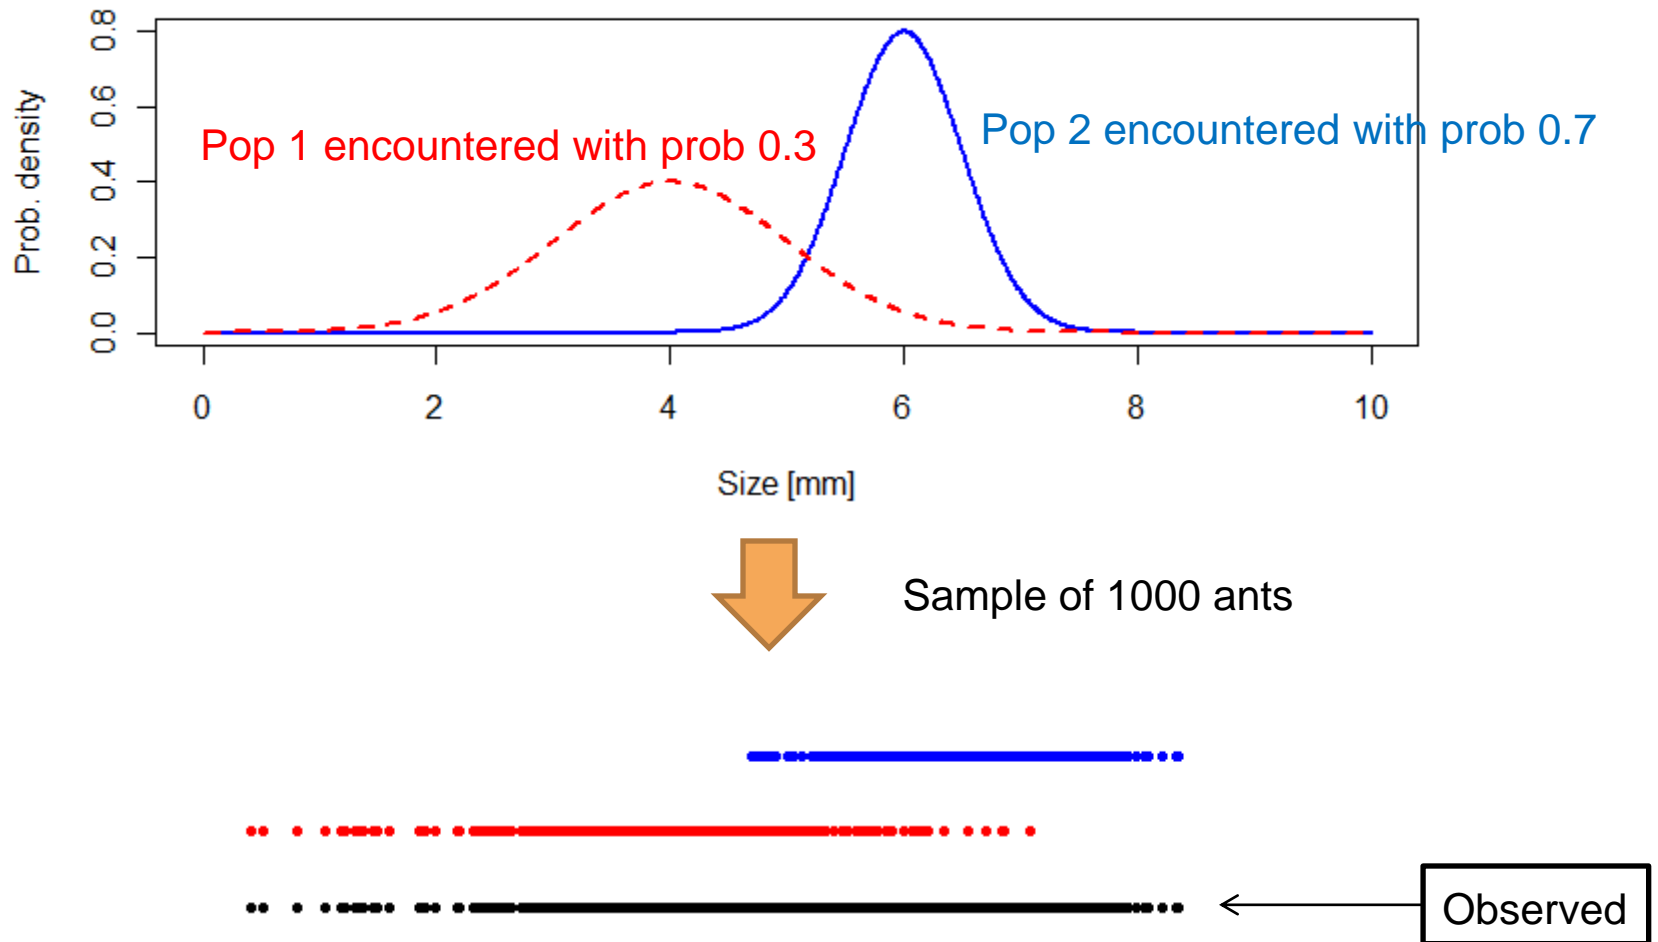 Prob. density
0.8
0.6
0.4
0.2
0.0
Pop 1 encountered with prob 0.3
Pop 2 encountered with prob 0.7
0 2 4 6 8 10
Size [mm]
Sample of 1000 ants
Observed